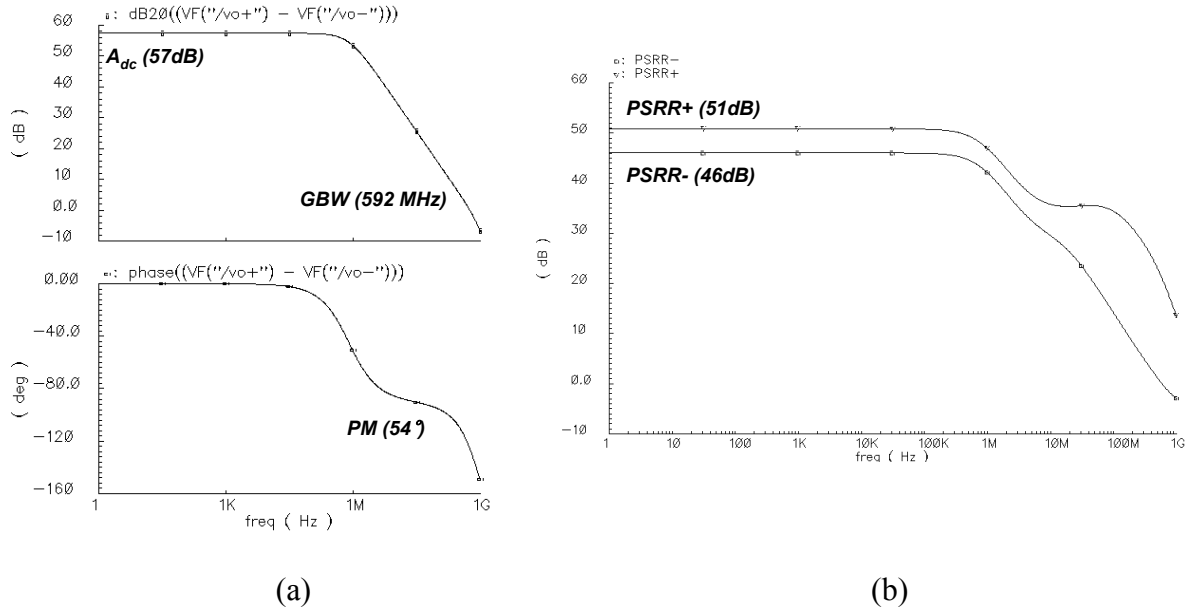 ▯: dB20((VF("/vo+") − VF("/vo−")))
60
50
40
30
20
10
0.0
−10
( dB )
A_dc (57dB)
GBW (592 MHz)
▫: phase((VF("/vo+") − VF("/vo−")))
0.00
−40.0
−80.0
−120
−160
( deg )
PM (54°)
1 1K 1M 1G
freq ( Hz )
(a)
▫: PSRR−
▿: PSRR+
60
50
40
30
20
10
0.0
−10
( dB )
PSRR+ (51dB)
PSRR- (46dB)
1 10 100 1K 10K 100K 1M 10M 100M 1G
freq ( Hz )
(b)